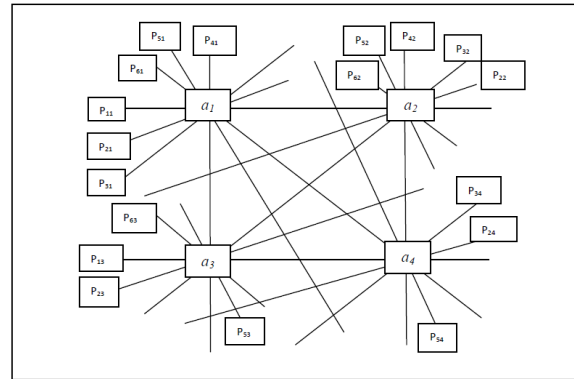 P₅₁ P₄₁ P₅₂ P₄₂ P₃₂
P₆₁ P₆₂ P₂₂
P₁₁ a₁ a₂
P₂₁
P₃₁ P₃₄
P₆₃ P₂₄
P₁₃ a₃ a₄
P₂₃
P₅₃ P₅₄